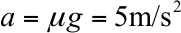 a = μg = 5m/s²